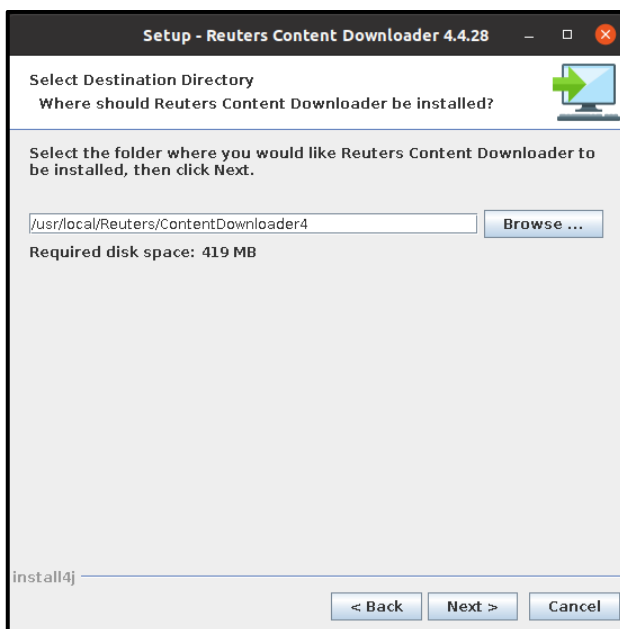 Setup - Reuters Content Downloader 4.4.28
Select Destination Directory
Where should Reuters Content Downloader be installed?
Select the folder where you would like Reuters Content Downloader to
be installed, then click Next.
/usr/local/Reuters/ContentDownloader4
Browse ...
Required disk space: 419 MB
install4j
< Back
Next >
Cancel